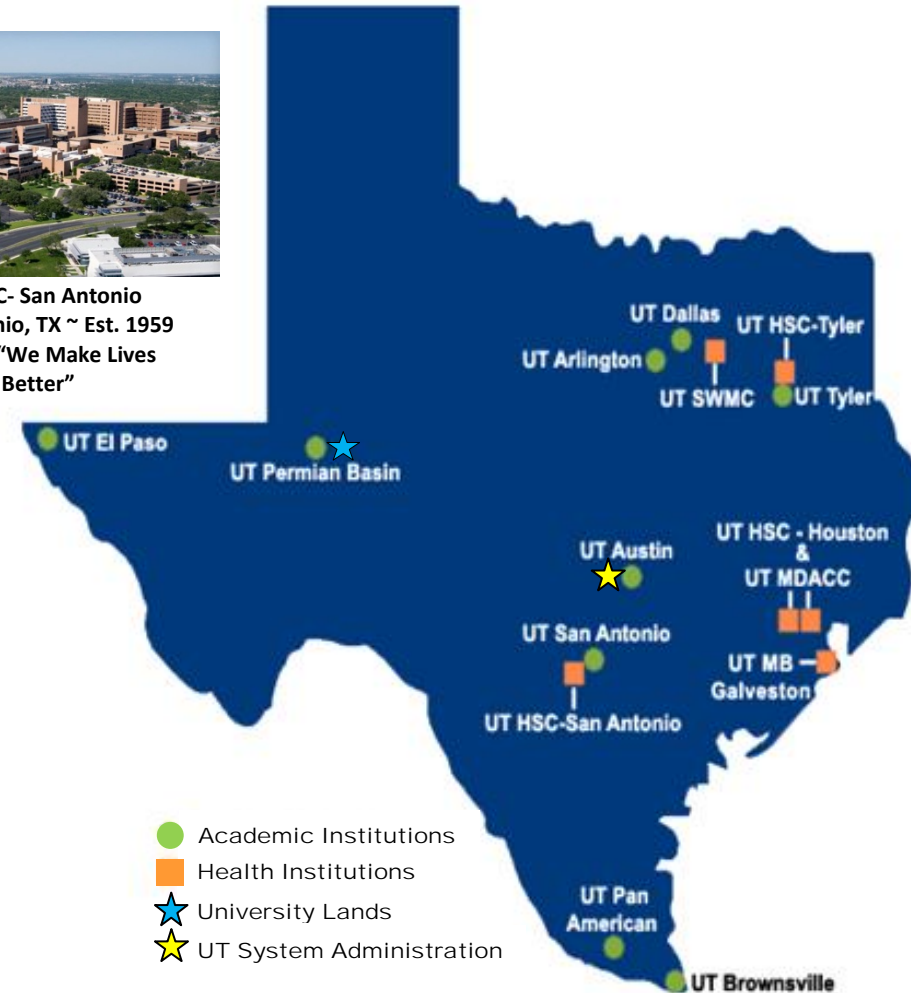 C- San Antonio
io, TX ~ Est. 1959
“We Make Lives
Better”
UT Dallas
UT HSC-Tyler
UT Arlington
UT SWMC
UT Tyler
UT El Paso
UT Permian Basin
UT HSC - Houston
&
UT MDACC
UT Austin
UT San Antonio
UT MB
Galveston
UT HSC-San Antonio
Academic Institutions
Health Institutions
University Lands
UT System Administration
UT Pan
American
UT Brownsville